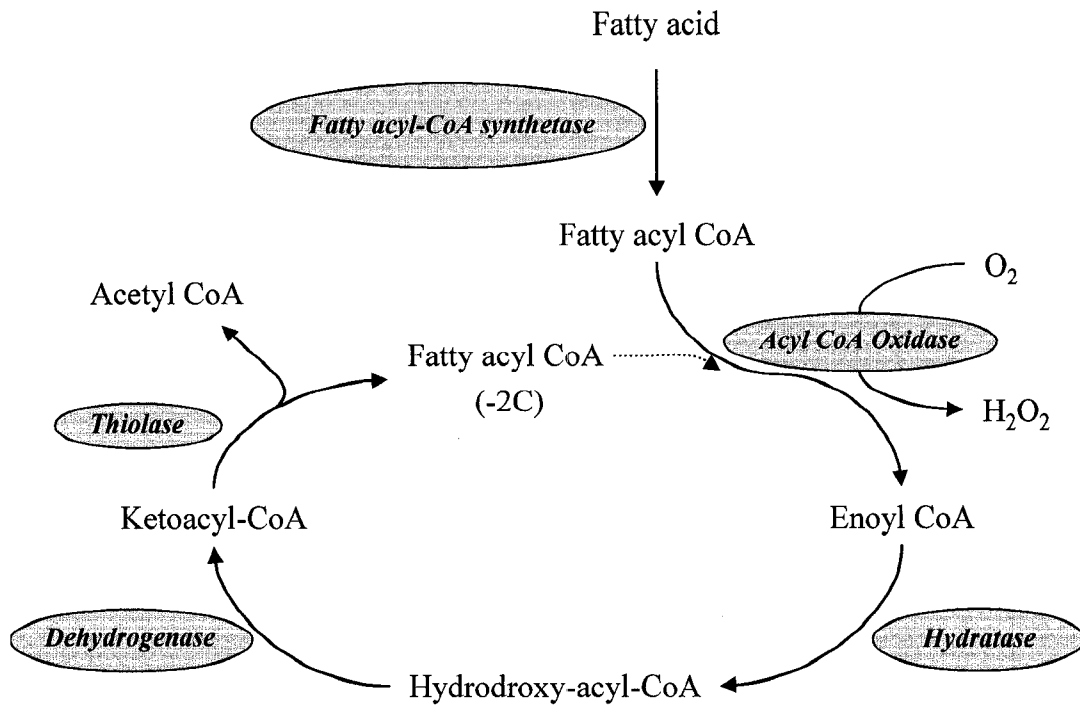 Fatty acid
Fatty acyl-CoA synthetase
Fatty acyl CoA
O₂
Acetyl CoA
Acyl CoA Oxidase
Fatty acyl CoA
(-2C)
H₂O₂
Thiolase
Ketoacyl-CoA
Enoyl CoA
Dehydrogenase
Hydratase
Hydrodroxy-acyl-CoA